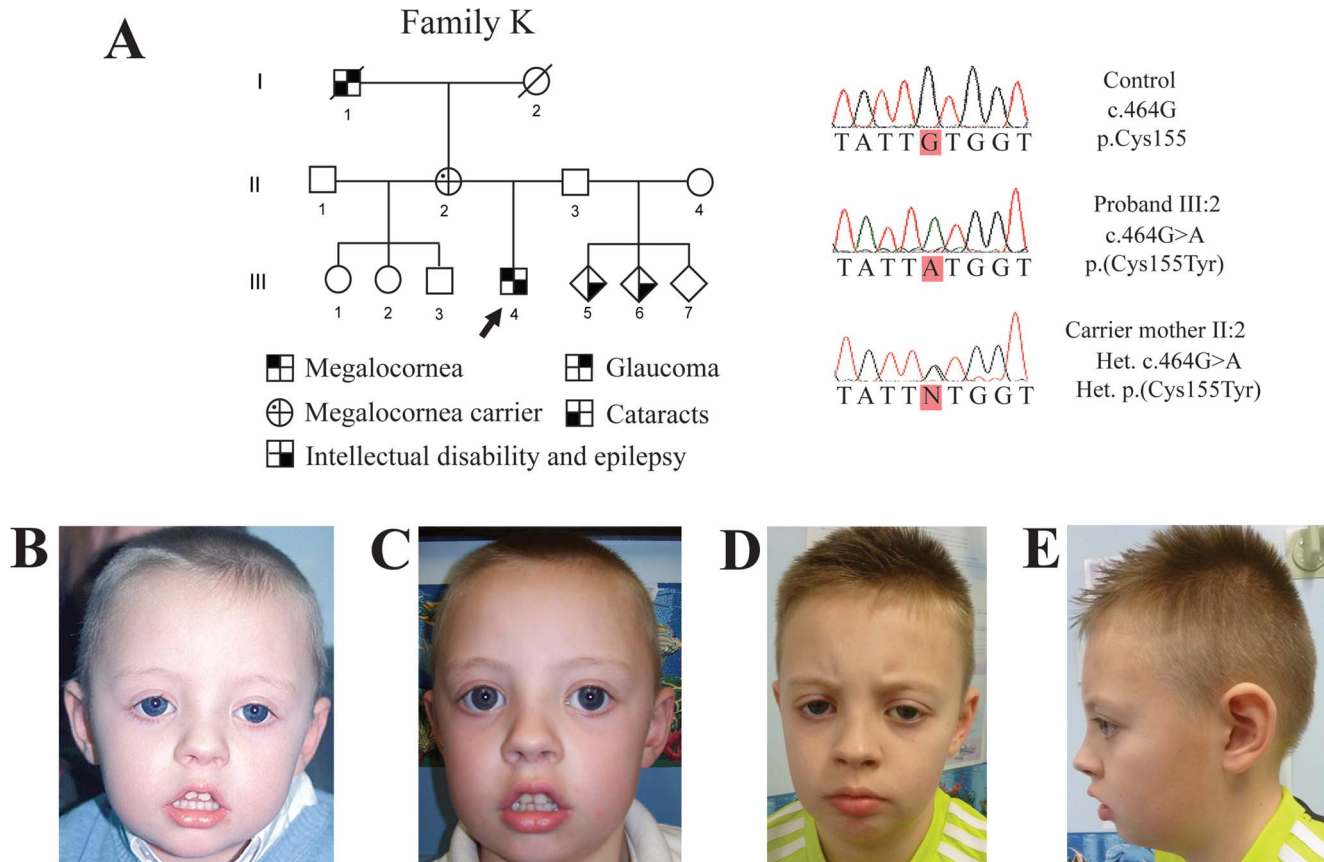 A
Family K
I
1
2
II
1
2
3
4
III
1
2
3
4
5
6
7
Megalocornea
Glaucoma
Megalocornea carrier
Cataracts
Intellectual disability and epilepsy
Control
c.464G
p.Cys155
TATTGTGGT
Proband III:2
c.464G>A
p.(Cys155Tyr)
TATTATGGT
Carrier mother II:2
Het. c.464G>A
Het. p.(Cys155Tyr)
TATTNTGGT
B
C
D
E